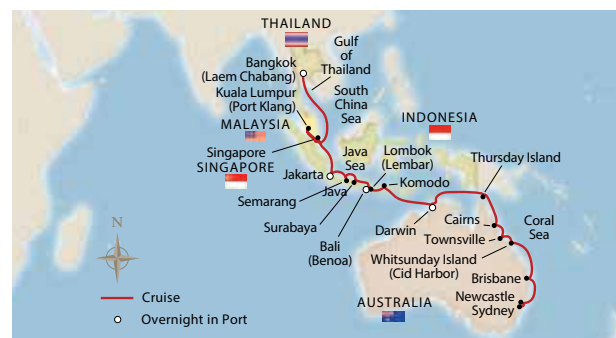 THAILAND
Bangkok
(Laem Chabang)
Gulf of
Thailand
Kuala Lumpur
(Port Klang)
South
China
Sea
MALAYSIA
INDONESIA
Singapore
SINGAPORE
Java
Sea
Lombok
(Lembar)
Thursday Island
Jakarta
Komodo
Semarang
Java
Surabaya
Bali
(Benoa)
Darwin
Cairns
Coral
Sea
Townsville
Whitsunday Island
(Cid Harbor)
N
Brisbane
Newcastle
Sydney
AUSTRALIA
Cruise
Overnight in Port